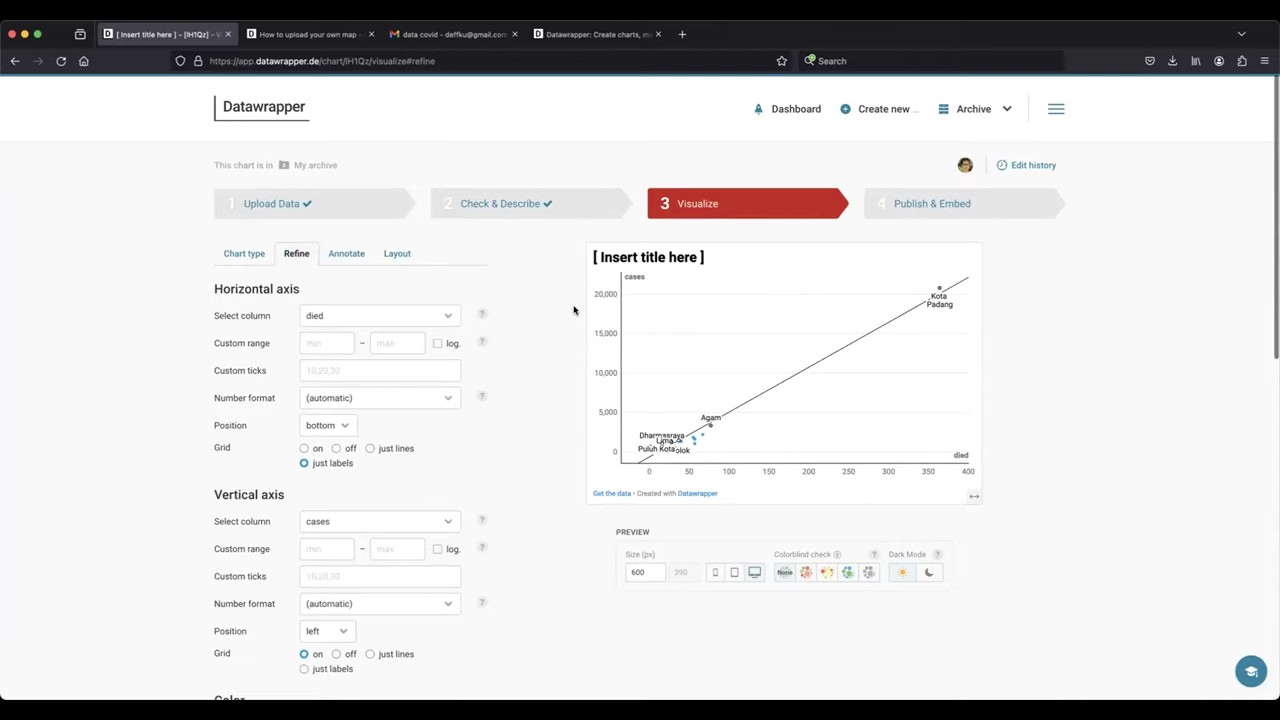 [ Insert title here ] - [lH1Qz] - V
How to upload your own map -
data covid - deffku@gmail.com
Datawrapper: Create charts, m
https://app.datawrapper.de/chart/lH1Qz/visualize#refine
Search
Datawrapper
Dashboard
Create new ...
Archive
This chart is in My archive
Edit history
1 Upload Data
2 Check & Describe
3 Visualize
4 Publish & Embed
Chart type
Refine
Annotate
Layout
Horizontal axis
Select column died ?
Custom range min – max log. ?
Custom ticks 10,20,30
Number format (automatic) ?
Position bottom
Grid on off just lines
just labels
Vertical axis
Select column cases ?
Custom range min – max log. ?
Custom ticks 10,20,30
Number format (automatic) ?
Position left
Grid on off just lines
just labels
[ Insert title here ]
cases
20,000
15,000
10,000
5,000
0
Kota
Padang
Agam
Dharmasraya
Lima
Puluh Kota
olok
died
0 50 100 150 200 250 300 350 400
Get the data • Created with Datawrapper
PREVIEW
Size (px)
Colorblind check
?
Dark Mode
?
600
390
None